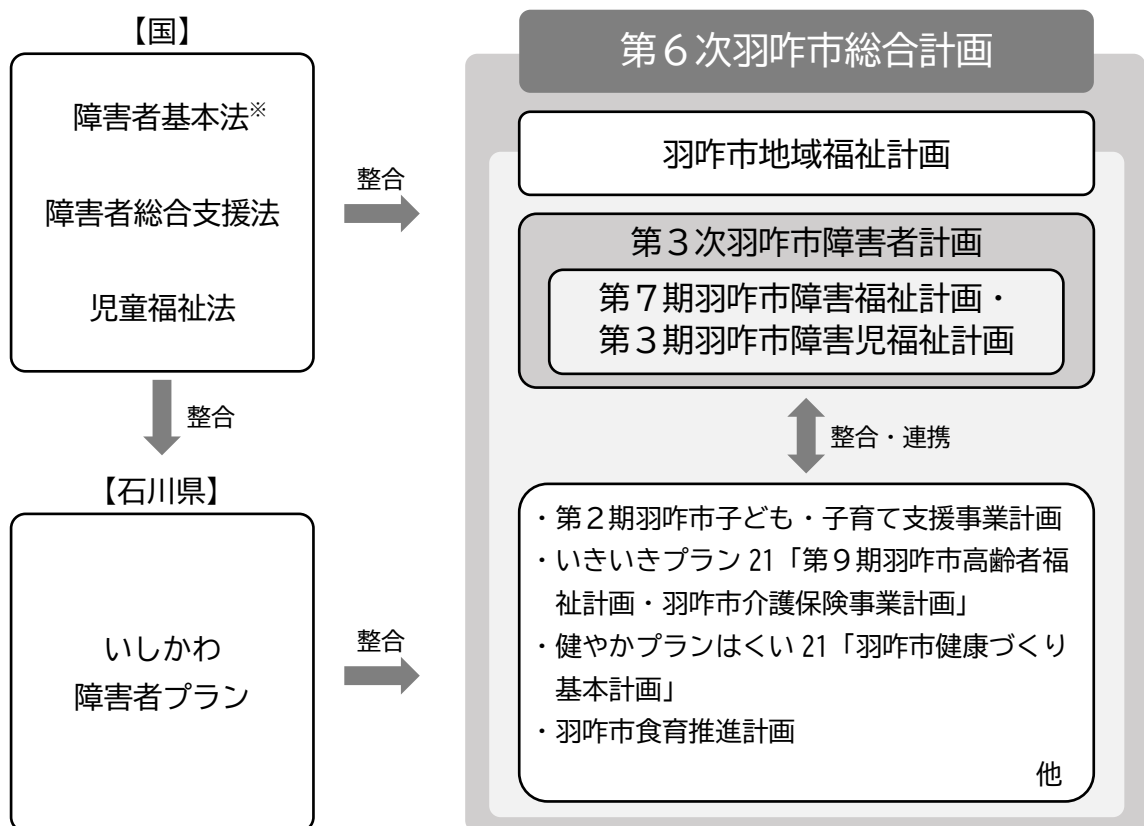 【国】
障害者基本法※
障害者総合支援法
児童福祉法
整合
整合
【石川県】
いしかわ
障害者プラン
整合
第６次羽咋市総合計画
羽咋市地域福祉計画
第３次羽咋市障害者計画
第７期羽咋市障害福祉計画・
第３期羽咋市障害児福祉計画
整合・連携
・第２期羽咋市子ども・子育て支援事業計画
・いきいきプラン 21「第９期羽咋市高齢者福
祉計画・羽咋市介護保険事業計画」
・健やかプランはくい 21「羽咋市健康づくり
基本計画」
・羽咋市食育推進計画
他